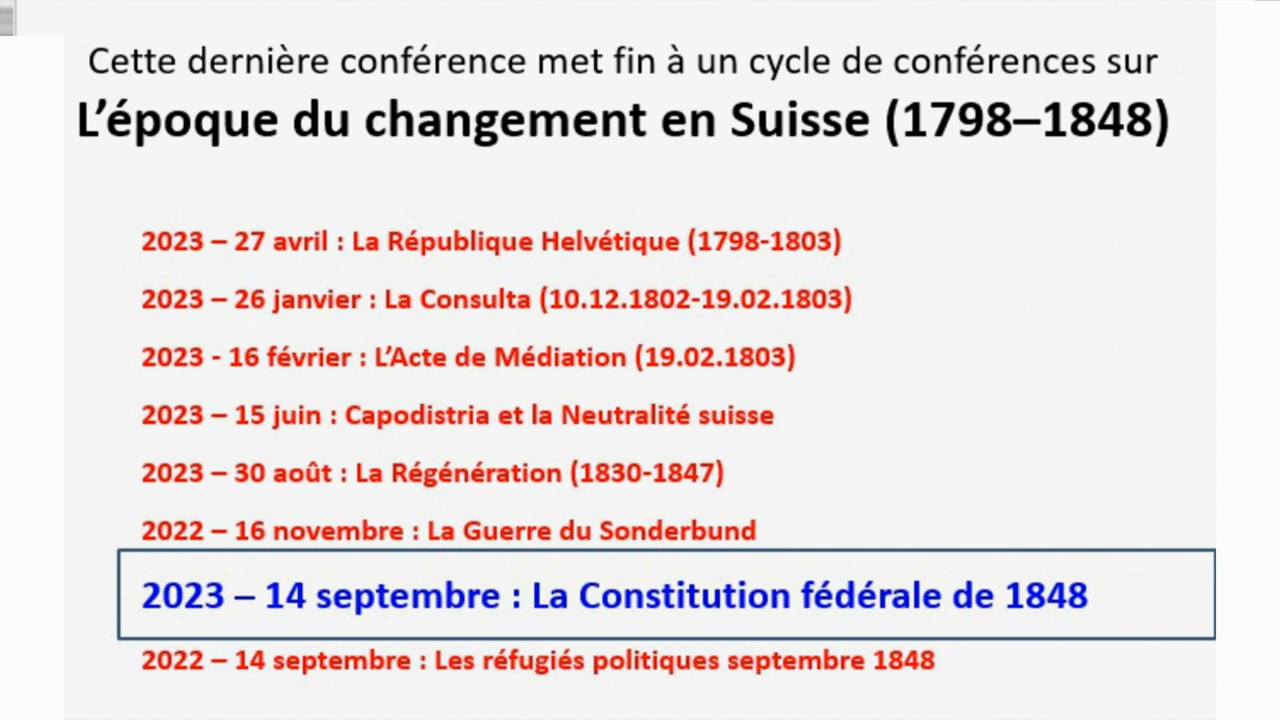 Cette dernière conférence met fin à un cycle de conférences sur
L’époque du changement en Suisse (1798–1848)
2023 – 27 avril : La République Helvétique (1798-1803)
2023 – 26 janvier : La Consulta (10.12.1802-19.02.1803)
2023 - 16 février : L’Acte de Médiation (19.02.1803)
2023 – 15 juin : Capodistria et la Neutralité suisse
2023 – 30 août : La Régénération (1830-1847)
2022 – 16 novembre : La Guerre du Sonderbund
2023 – 14 septembre : La Constitution fédérale de 1848
2022 – 14 septembre : Les réfugiés politiques septembre 1848